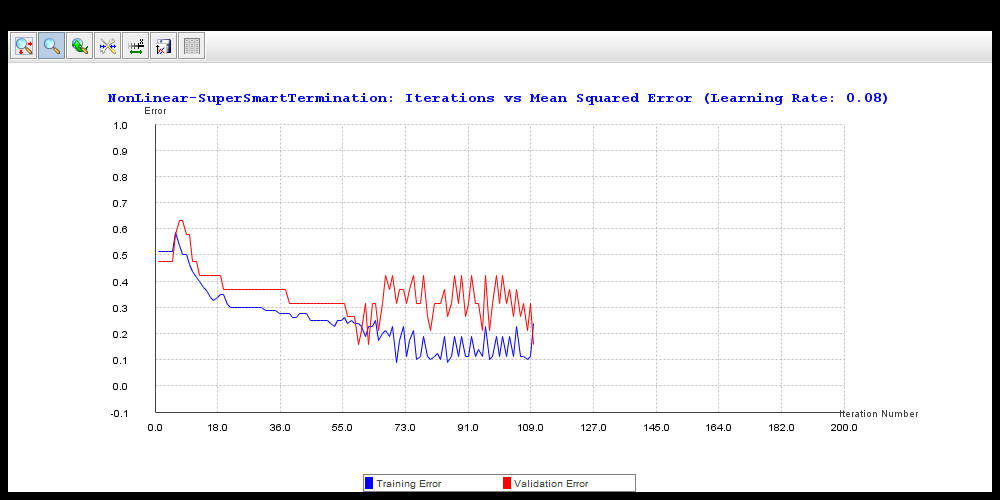 NonLinear-SuperSmartTermination: Iterations vs Mean Squared Error (Learning Rate: 0.08)
Error
1.0
0.9
0.8
0.7
0.6
0.5
0.4
0.3
0.2
0.1
0.0
-0.1
Iteration Number
0.0 18.0 36.0 55.0 73.0 91.0 109.0 127.0 145.0 164.0 182.0 200.0
Training Error Validation Error